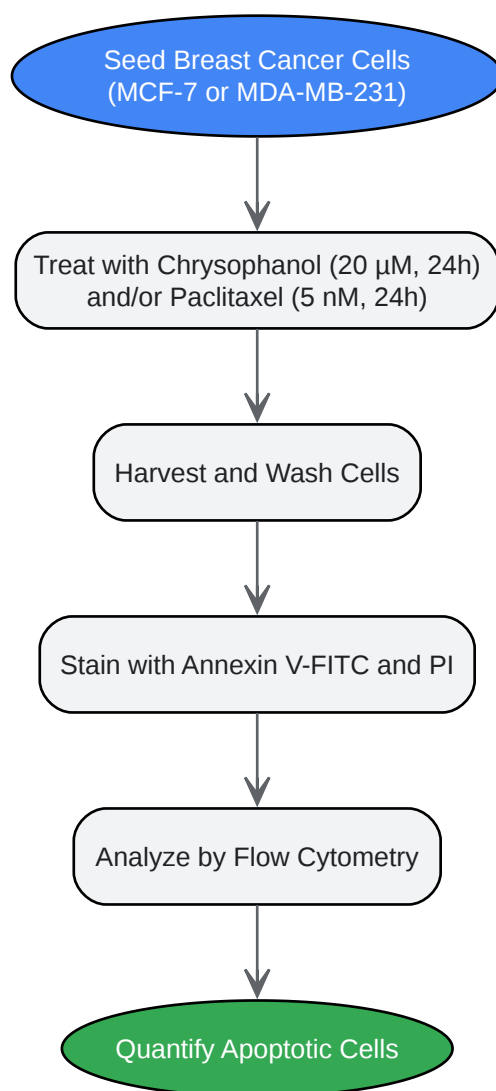 Seed Breast Cancer Cells
(MCF-7 or MDA-MB-231)
Treat with Chrysophanol (20 µM, 24h)
and/or Paclitaxel (5 nM, 24h)
Harvest and Wash Cells
Stain with Annexin V-FITC and PI
Analyze by Flow Cytometry
Quantify Apoptotic Cells